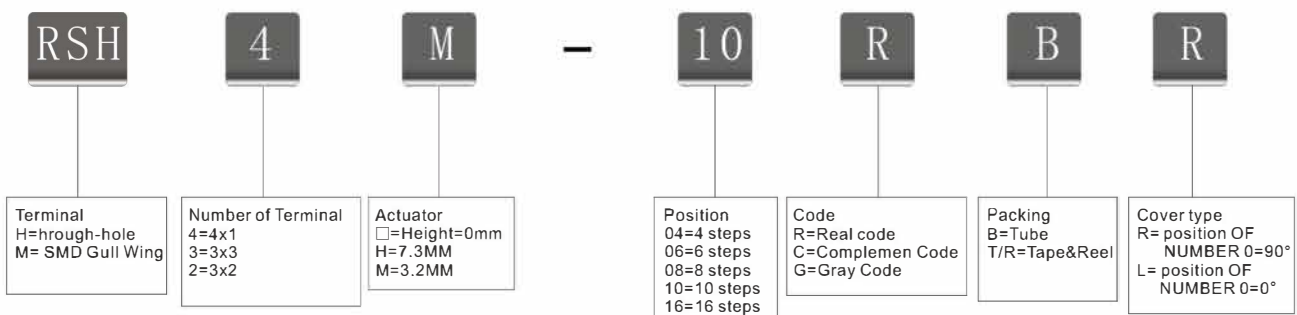 RSH 4 M - 10 R B R
Terminal
H=hrough-hole
M= SMD Gull Wing
Number of Terminal
4=4x1
3=3x3
2=3x2
Actuator
□=Height=0mm
H=7.3MM
M=3.2MM
Position
04=4 steps
06=6 steps
08=8 steps
10=10 steps
16=16 steps
Code
R=Real code
C=Complemen Code
G=Gray Code
Packing
B=Tube
T/R=Tape&Reel
Cover type
R= position OF
NUMBER 0=90°
L= position OF
NUMBER 0=0°